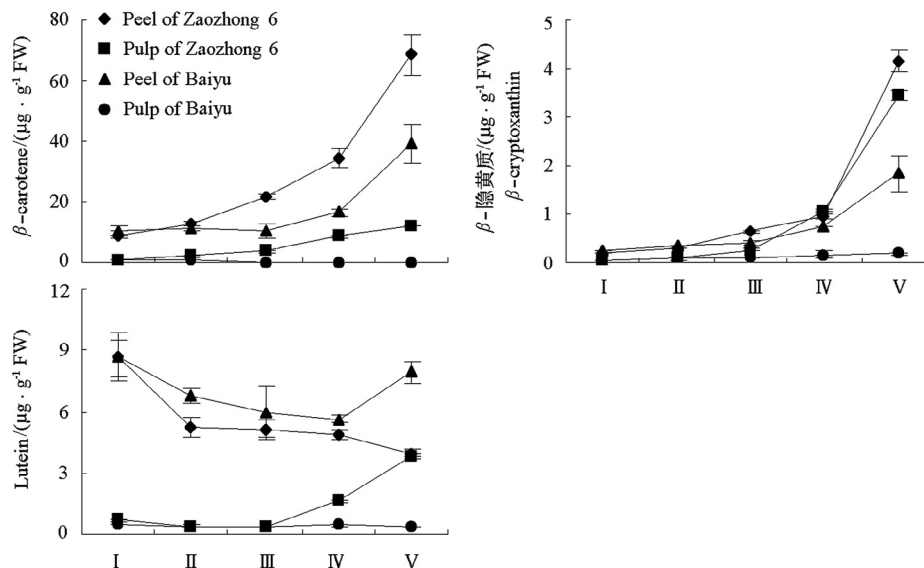 80
60
40
20
0
β-carotene/(μg · g⁻¹ FW)
Peel of Zaozhong 6
Pulp of Zaozhong 6
Peel of Baiyu
Pulp of Baiyu
5
4
3
2
1
0
β-隐黄质/(μg · g⁻¹ FW)
β-cryptoxanthin
I II III IV V
12
9
6
3
0
Lutein/(μg · g⁻¹ FW)
I II III IV V